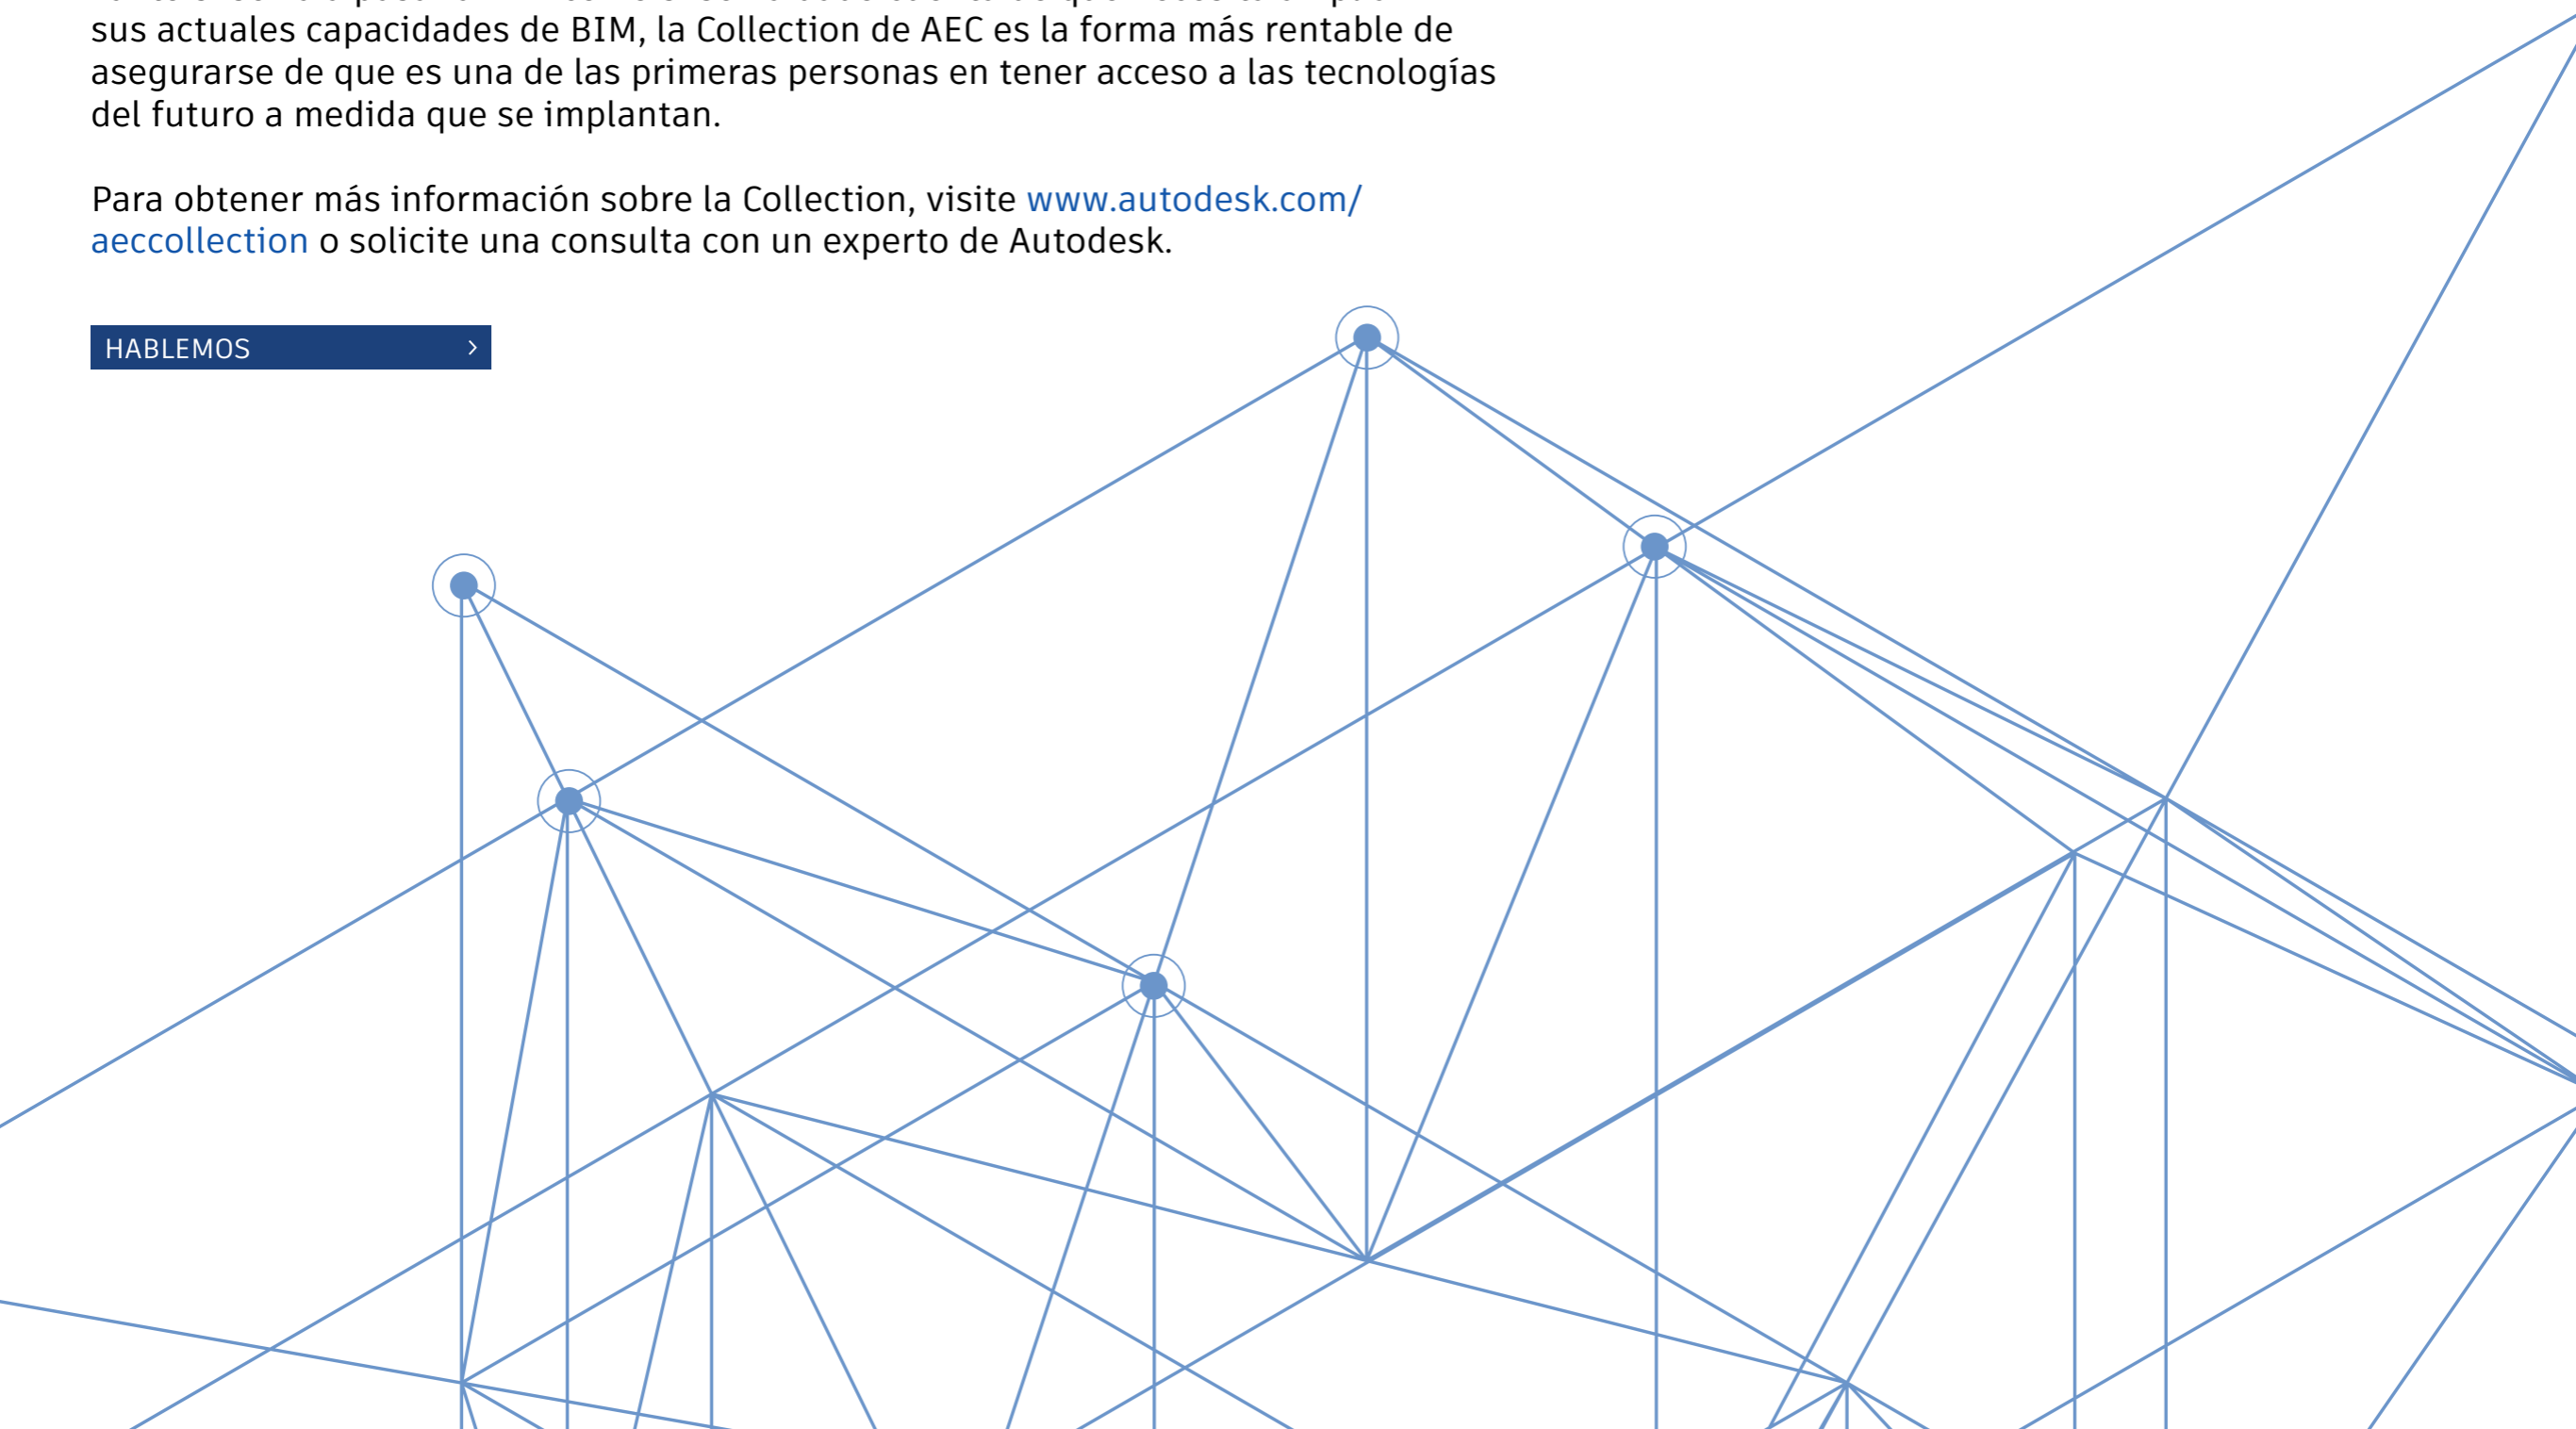 sus actuales capacidades de BIM, la Collection de AEC es la forma más rentable de
asegurarse de que es una de las primeras personas en tener acceso a las tecnologías
del futuro a medida que se implantan.
Para obtener más información sobre la Collection, visite www.autodesk.com/
aeccollection o solicite una consulta con un experto de Autodesk.
HABLEMOS >